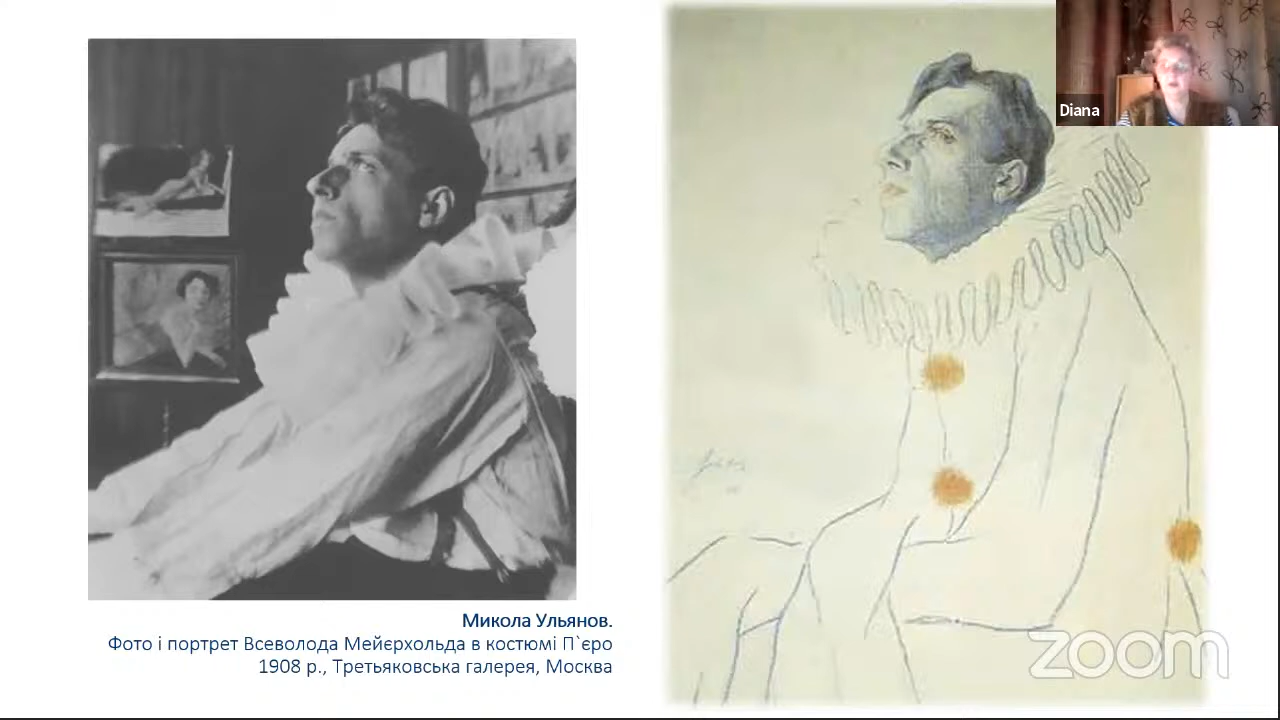 Diana
Микола Ульянов.
Фото і портрет Всеволода Мейєрхольда в костюмі П`єро
1908 р., Третьяковська галерея, Москва
zoom